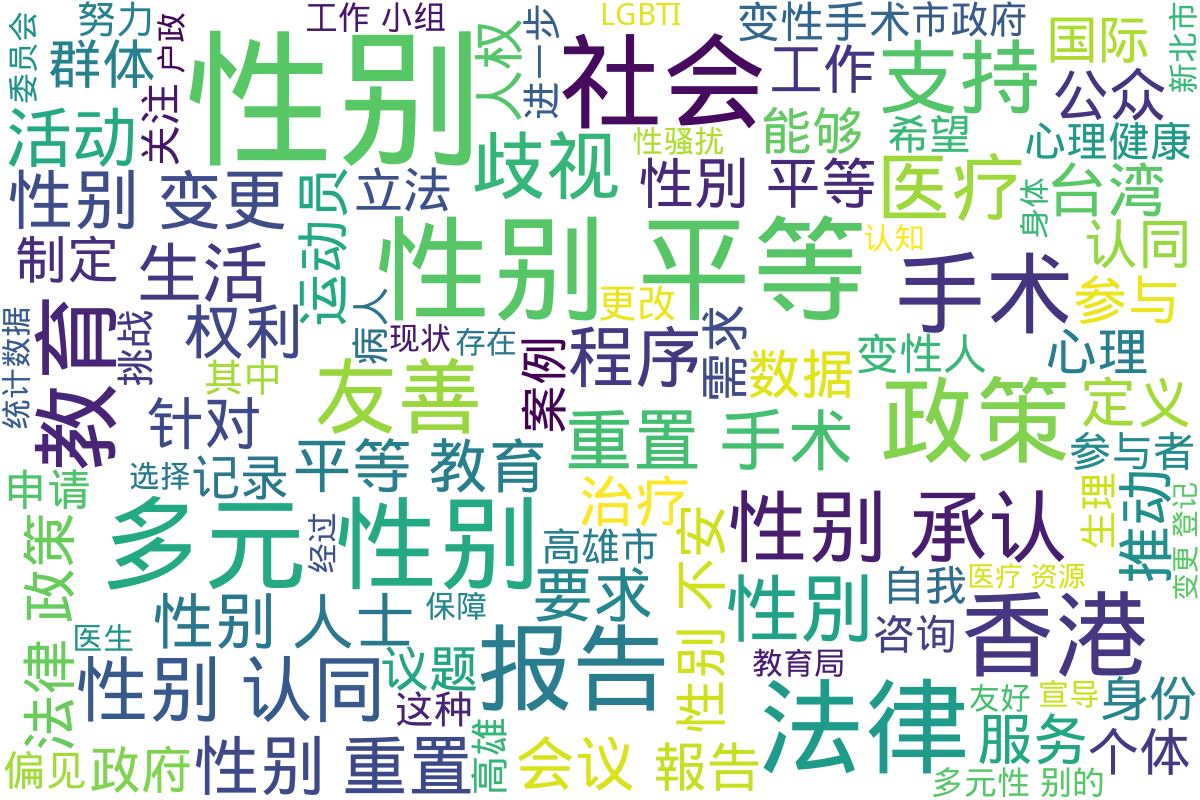 努力
工作 小组
LGBTI
变性手术
市政府
新北市
委员会
群体
户政
性别
人权
进一步
社会
工作
支持
国际
公众
活动
关注
歧视
性骚扰
能够
希望
心理健康
性别 变更
运动员
立法
性別 平等
医疗
身体
台湾
制定
生活
性别 平等
认知
手术
认同
参与
统计数据
教育
挑战
权利
病人
现状
存在
更改
案例
程序
需求
数据
变性人
心理
其中
友善
针对
重置 手术
政策
定义
参与者
申请
选择
记录
平等 教育
治疗
性别 不安
性别 承认
生理
推动
变更 登记
法律 政策
多元 性别
经过
高雄市
要求
自我
医疗 资源
医生
性别 人士
保障
报告
性別
咨询
香港
性别 认同
议题
这种
教育局
法律
友好
宣导
身份
偏见
政府
性别 重置
高雄
会议
報告
服务
个体
多元性 别的